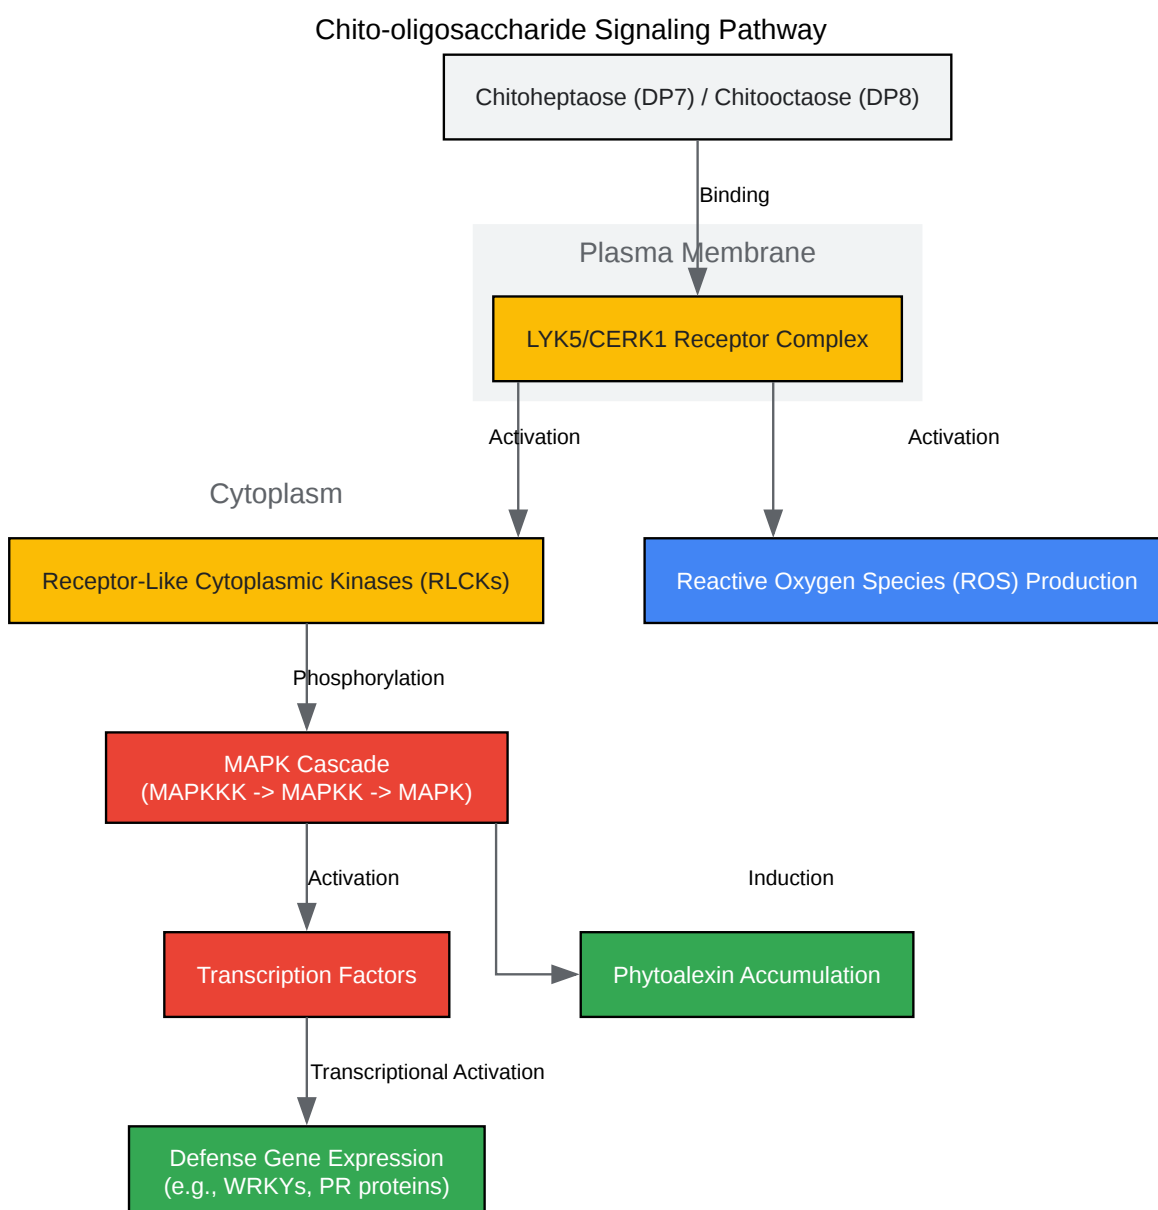 Chito-oligosaccharide Signaling Pathway
Chitoheptaose (DP7) / Chitooctaose (DP8)
Binding
Plasma Membrane
LYK5/CERK1 Receptor Complex
Activation
Activation
Cytoplasm
Receptor-Like Cytoplasmic Kinases (RLCKs)
Reactive Oxygen Species (ROS) Production
Phosphorylation
MAPK Cascade
(MAPKKK -> MAPKK -> MAPK)
Activation
Induction
Transcription Factors
Phytoalexin Accumulation
Transcriptional Activation
Defense Gene Expression
(e.g., WRKYs, PR proteins)